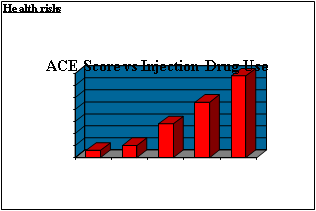 Health risks
ACE Score vs Injection Drug Use